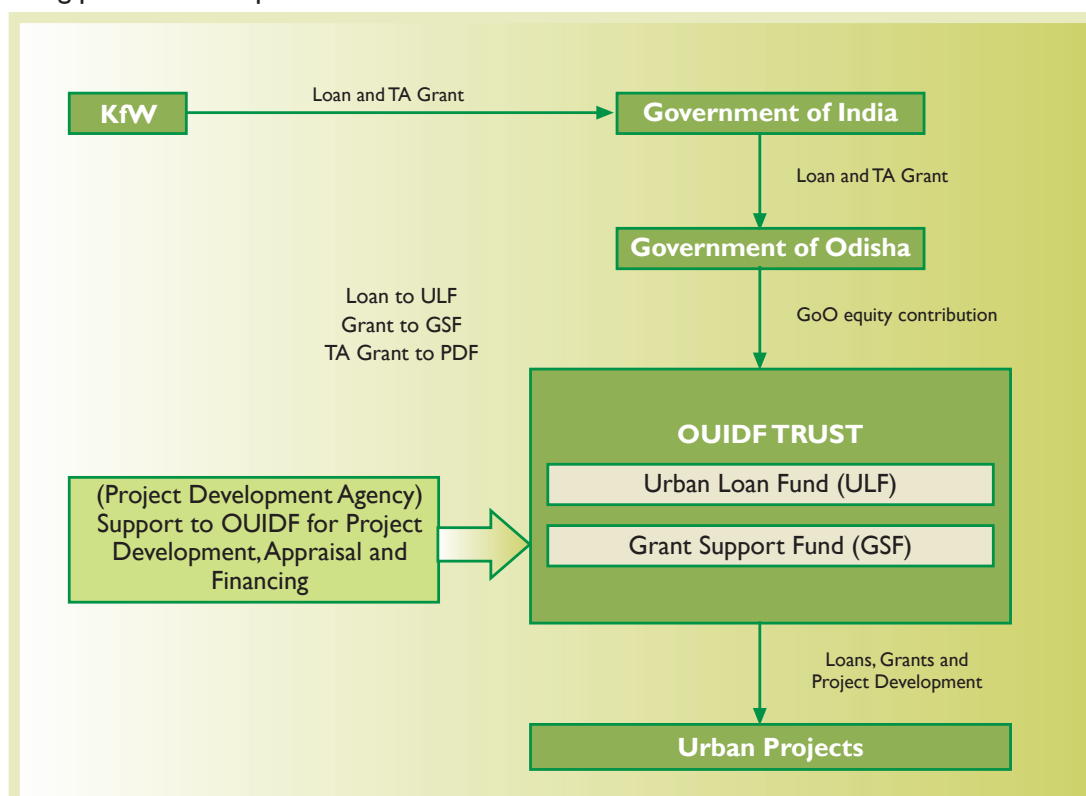 KfW
Loan and TA Grant
Government of India
Loan and TA Grant
Government of Odisha
Loan to ULF
Grant to GSF
TA Grant to PDF
GoO equity contribution
OUIDF TRUST
Urban Loan Fund (ULF)
Grant Support Fund (GSF)
(Project Development Agency)
Support to OUIDF for Project
Development, Appraisal and
Financing
Loans, Grants and
Project Development
Urban Projects